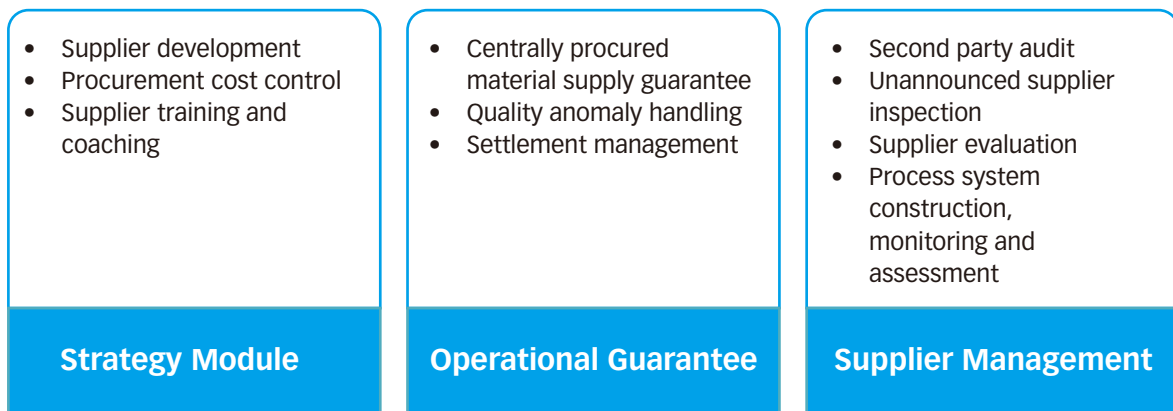 • Supplier development
• Procurement cost control
• Supplier training and
coaching
Strategy Module
• Centrally procured
material supply guarantee
• Quality anomaly handling
• Settlement management
Operational Guarantee
• Second party audit
• Unannounced supplier
inspection
• Supplier evaluation
• Process system
construction,
monitoring and
assessment
Supplier Management